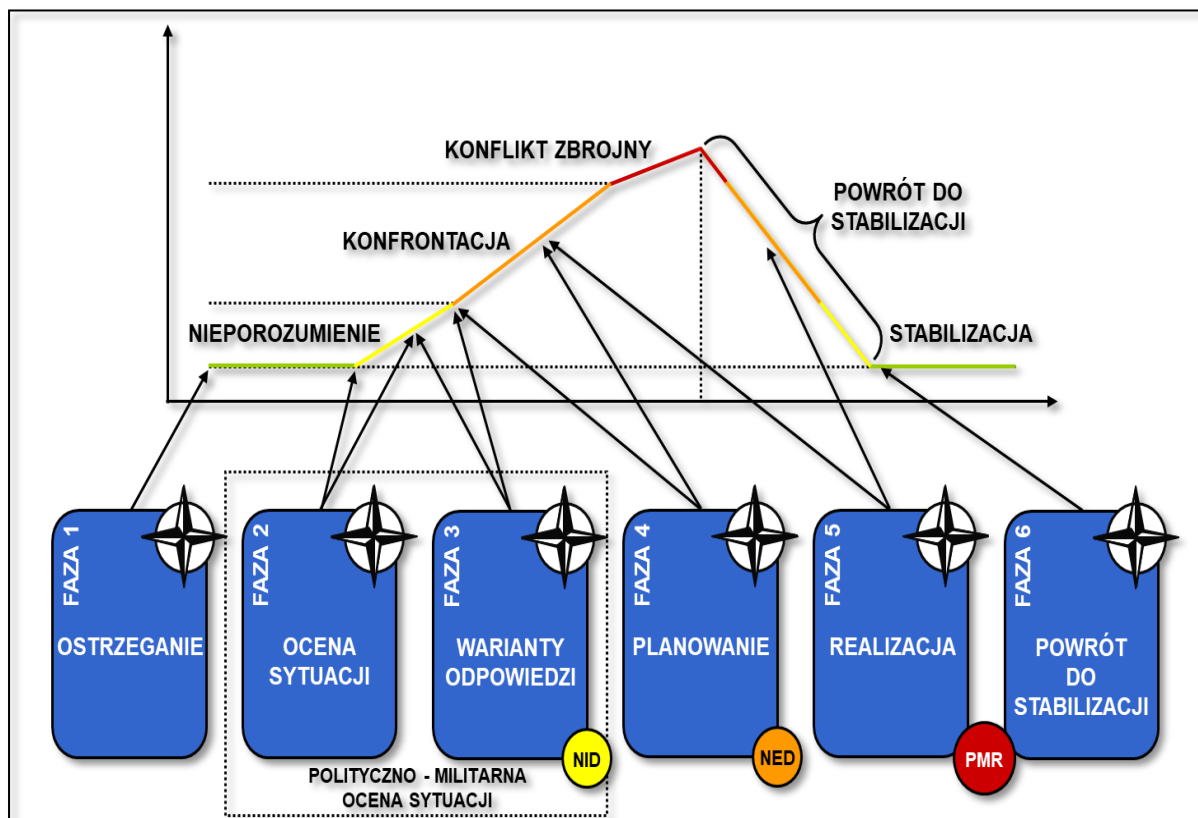 KONFLIKT ZBROJNY
POWRÓT DO
STABILIZACJI
KONFRONTACJA
NIEPOROZUMIENIE
STABILIZACJA
FAZA 1
OSTRZEGANIE
FAZA 2
OCENA
SYTUACJI
FAZA 3
WARIANTY
ODPOWIEDZI
NID
POLITYCZNO - MILITARNA
OCENA SYTUACJI
FAZA 4
PLANOWANIE
NED
FAZA 5
REALIZACJA
PMR
FAZA 6
POWRÓT
DO
STABILIZACJI